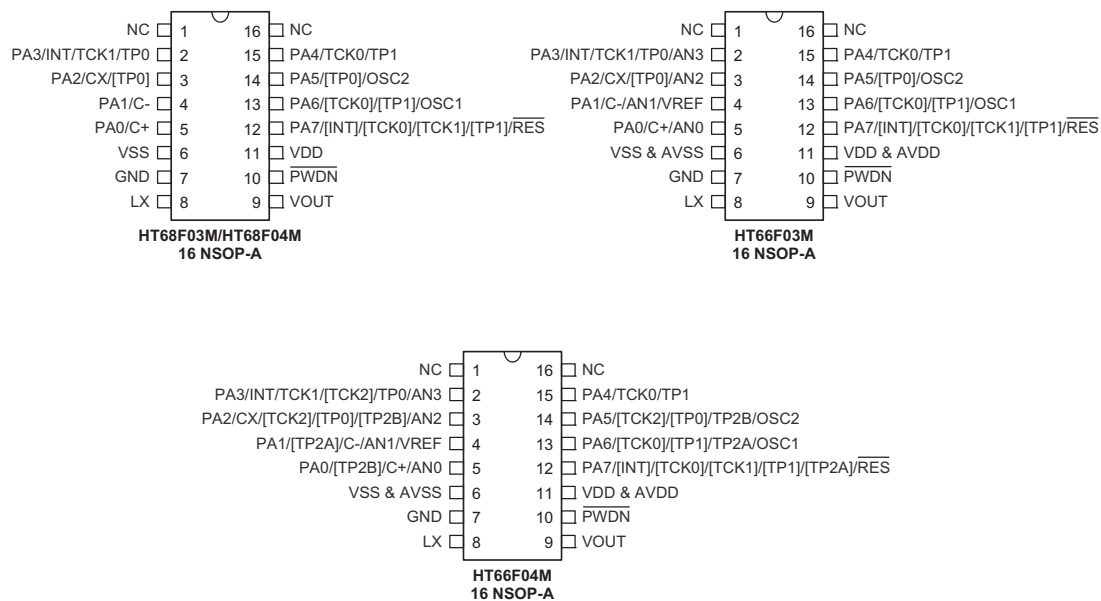 NC 1 16 NC
PA3/INT/TCK1/TP0 2 15 PA4/TCK0/TP1
PA2/CX/[TP0] 3 14 PA5/[TP0]/OSC2
PA1/C- 4 13 PA6/[TCK0]/[TP1]/OSC1
PA0/C+ 5 12 PA7/[INT]/[TCK0]/[TCK1]/[TP1]/RES
VSS 6 11 VDD
GND 7 10 PWDN
LX 8 9 VOUT
HT68F03M/HT68F04M
16 NSOP-A
NC 1 16 NC
PA3/INT/TCK1/TP0/AN3 2 15 PA4/TCK0/TP1
PA2/CX/[TP0]/AN2 3 14 PA5/[TP0]/OSC2
PA1/C-/AN1/VREF 4 13 PA6/[TCK0]/[TP1]/OSC1
PA0/C+/AN0 5 12 PA7/[INT]/[TCK0]/[TCK1]/[TP1]/RES
VSS & AVSS 6 11 VDD & AVDD
GND 7 10 PWDN
LX 8 9 VOUT
HT66F03M
16 NSOP-A
NC 1 16 NC
PA3/INT/TCK1/[TCK2]/TP0/AN3 2 15 PA4/TCK0/TP1
PA2/CX/[TCK2]/[TP0]/[TP2B]/AN2 3 14 PA5/[TCK2]/[TP0]/TP2B/OSC2
PA1/[TP2A]/C-/AN1/VREF 4 13 PA6/[TCK0]/[TP1]/TP2A/OSC1
PA0/[TP2B]/C+/AN0 5 12 PA7/[INT]/[TCK0]/[TCK1]/[TP1]/[TP2A]/RES
VSS & AVSS 6 11 VDD & AVDD
GND 7 10 PWDN
LX 8 9 VOUT
HT66F04M
16 NSOP-A